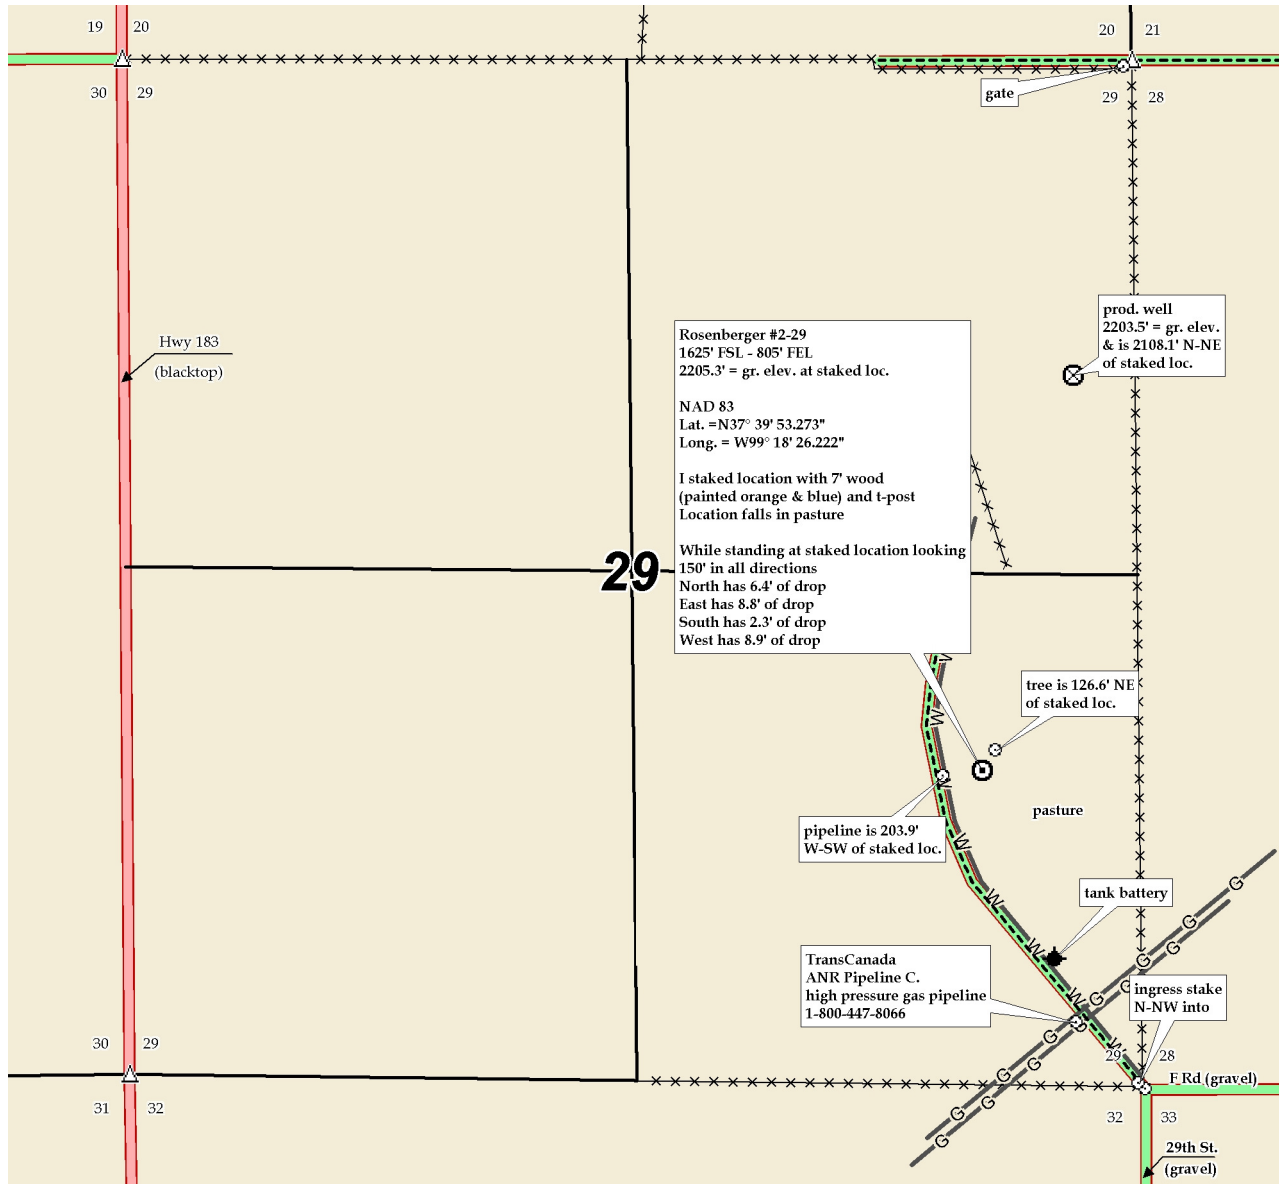 19 20
20 21
30 29
29 28
gate
Hwy 183
(blacktop)
prod. well
2203.5' = gr. elev.
& is 2108.1' N-NE
of staked loc.
Rosenberger #2-29
1625' FSL - 805' FEL
2205.3' = gr. elev. at staked loc.
NAD 83
Lat. =N37° 39' 53.273"
Long. = W99° 18' 26.222"
I staked location with 7' wood
(painted orange & blue) and t-post
Location falls in pasture
While standing at staked location looking
150' in all directions
North has 6.4' of drop
East has 8.8' of drop
South has 2.3' of drop
West has 8.9' of drop
29
tree is 126.6' NE
of staked loc.
pasture
pipeline is 203.9'
W-SW of staked loc.
tank battery
TransCanada
ANR Pipeline C.
high pressure gas pipeline
1-800-447-8066
ingress stake
N-NW into
30 29
29 28
31 32
32 33
F Rd (gravel)
29th St.
(gravel)
W
W
W
W
W
W
W
W
G
G
G
G
G
G
G
G
G
G
G
G
G
G